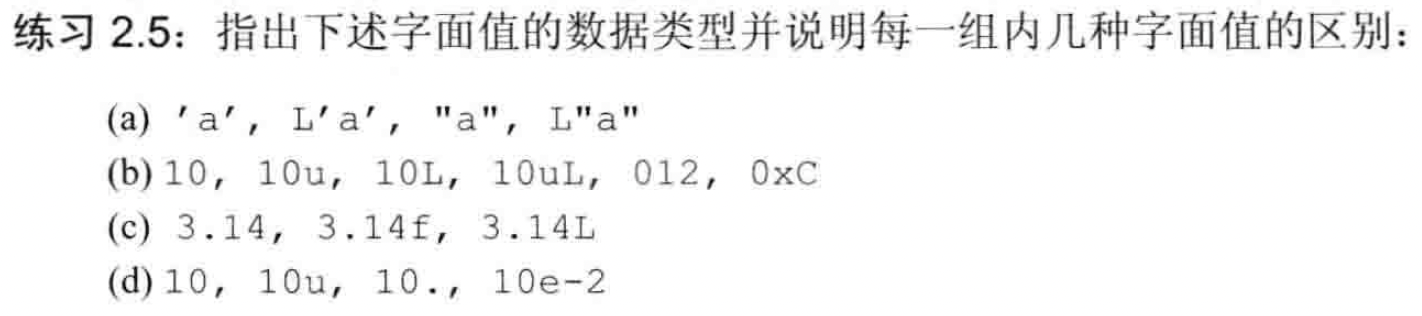 练习 2.5：指出下述字面值的数据类型并说明每一组内几种字面值的区别：
(a) 'a', L'a', "a", L"a"
(b) 10, 10u, 10L, 10uL, 012, 0xC
(c) 3.14, 3.14f, 3.14L
(d) 10, 10u, 10., 10e-2